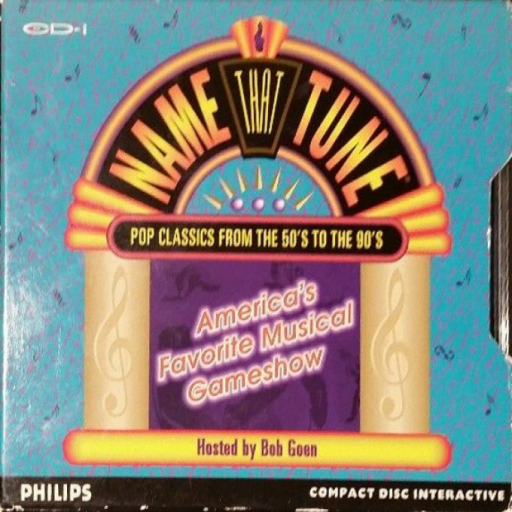 CD-i
NAME THAT TUNE
POP CLASSICS FROM THE 50'S TO THE 90'S
America's
Favorite Musical
Gameshow
Hosted by Bob Goen
PHILIPS
COMPACT DISC INTERACTIVE